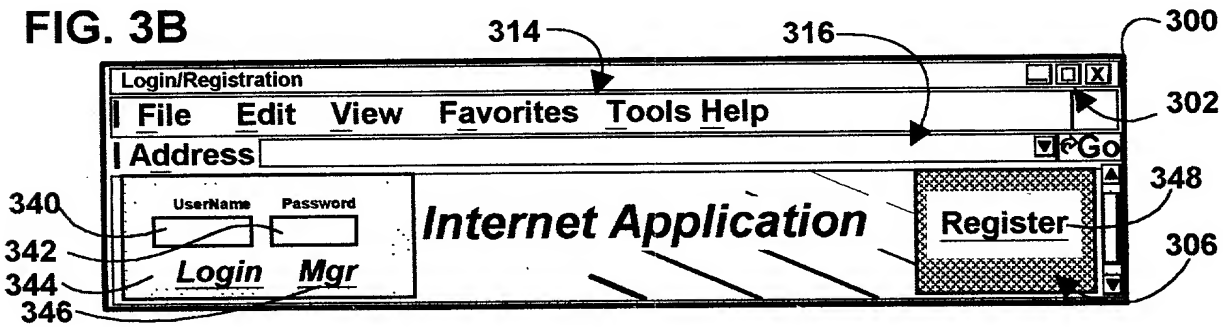 FIG. 3B
314
316
300
Login/Registration
X
File Edit View Favorites Tools Help
302
Address
Go
340
UserName Password
Internet Application
Register
348
342
344
Login Mgr
306
346